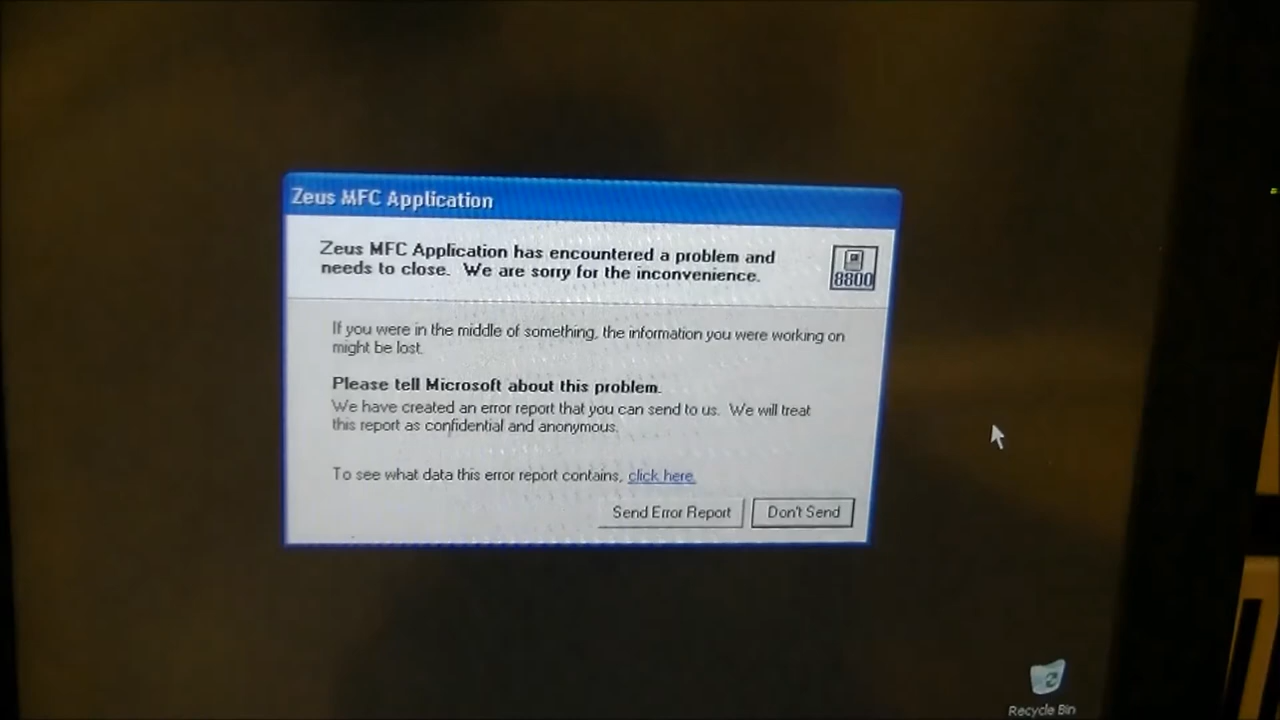 Zeus MFC Application
Zeus MFC Application has encountered a problem and
needs to close. We are sorry for the inconvenience.
8800
If you were in the middle of something, the information you were working on
might be lost.
Please tell Microsoft about this problem.
We have created an error report that you can send to us. We will treat
this report as confidential and anonymous.
To see what data this error report contains, click here.
Send Error Report
Don't Send
Recycle Bin